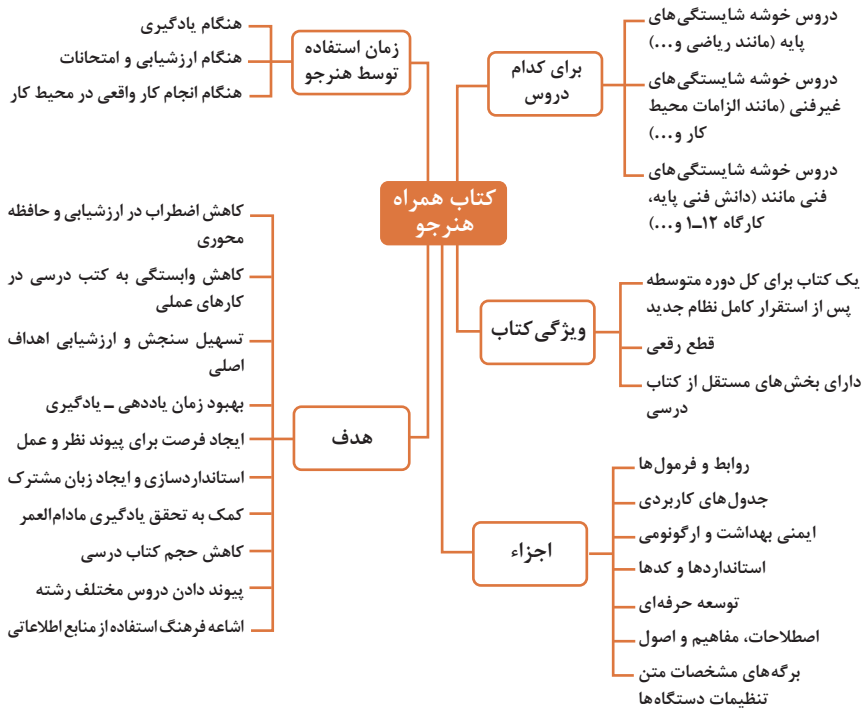 کتاب همراه
هنرجو
برای کدام
دروس
دروس خوشه شایستگی‌های
پایه (مانند ریاضی و...)
دروس خوشه شایستگی‌های
غیرفنی (مانند الزامات محیط
کار و...)
دروس خوشه شایستگی‌های
فنی مانند (دانش فنی پایه،
کارگاه ۱۲ـ۱ و...)
ویژگی کتاب
یک کتاب برای کل دوره متوسطه
پس از استقرار کامل نظام جدید
قطع رقعی
دارای بخش‌های مستقل از کتاب
درسی
اجزاء
روابط و فرمول‌ها
جدول‌های کاربردی
ایمنی بهداشت و ارگونومی
استانداردها و کدها
توسعه حرفه‌ای
اصطلاحات، مفاهیم و اصول
برگه‌های مشخصات متن
تنظیمات دستگاه‌ها
زمان استفاده
توسط هنرجو
هنگام یادگیری
هنگام ارزشیابی و امتحانات
هنگام انجام کار واقعی در محیط کار
هدف
کاهش اضطراب در ارزشیابی و حافظه
محوری
کاهش وابستگی به کتب درسی در
کارهای عملی
تسهیل سنجش و ارزشیابی اهداف
اصلی
بهبود زمان یاددهی ـ یادگیری
ایجاد فرصت برای پیوند نظر و عمل
استانداردسازی و ایجاد زبان مشترک
کمک به تحقق یادگیری مادام‌العمر
کاهش حجم کتاب درسی
پیوند دادن دروس مختلف رشته
اشاعه فرهنگ استفاده از منابع اطلاعاتی